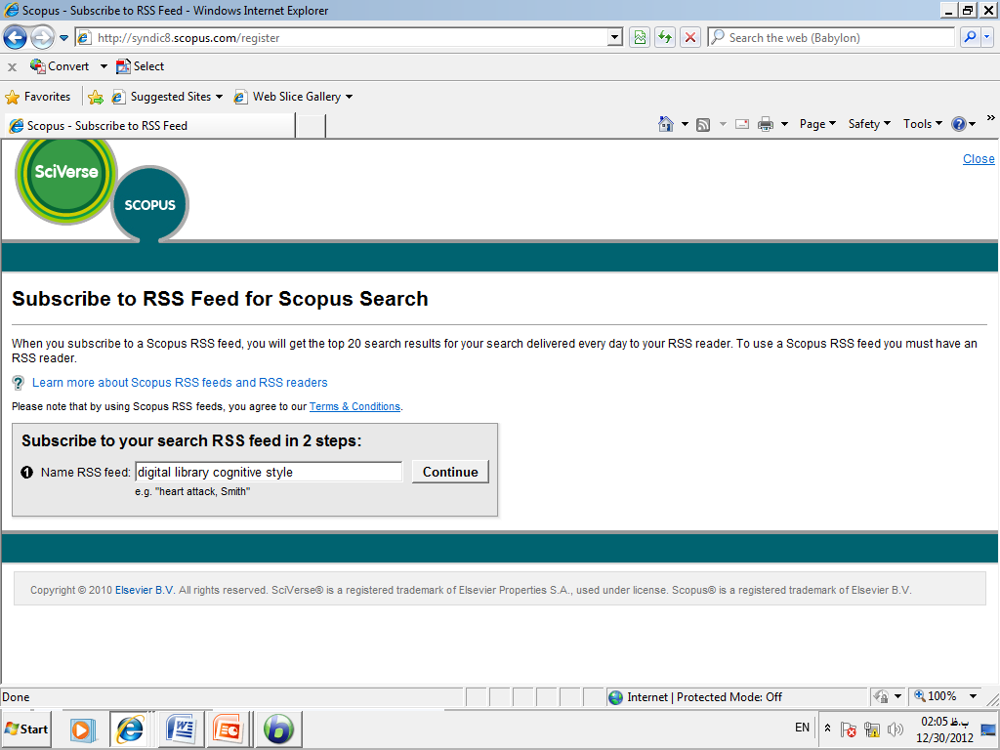 Scopus - Subscribe to RSS Feed - Windows Internet Explorer
http://syndic8.scopus.com/register
Search the web (Babylon)
x Convert Select
Favorites Suggested Sites Web Slice Gallery
Scopus - Subscribe to RSS Feed
Page Safety Tools
SciVerse
SCOPUS
Close
Subscribe to RSS Feed for Scopus Search
When you subscribe to a Scopus RSS feed, you will get the top 20 search results for your search delivered every day to your RSS reader. To use a Scopus RSS feed you must have an
RSS reader.
Learn more about Scopus RSS feeds and RSS readers
Please note that by using Scopus RSS feeds, you agree to our Terms & Conditions.
Subscribe to your search RSS feed in 2 steps:
1 Name RSS feed: digital library cognitive style Continue
e.g. "heart attack, Smith"
Copyright © 2010 Elsevier B.V. All rights reserved. SciVerse® is a registered trademark of Elsevier Properties S.A., used under license. Scopus® is a registered trademark of Elsevier B.V.
Done Internet | Protected Mode: Off 100%
Start EN 02:05 ب.ظ
12/30/2012